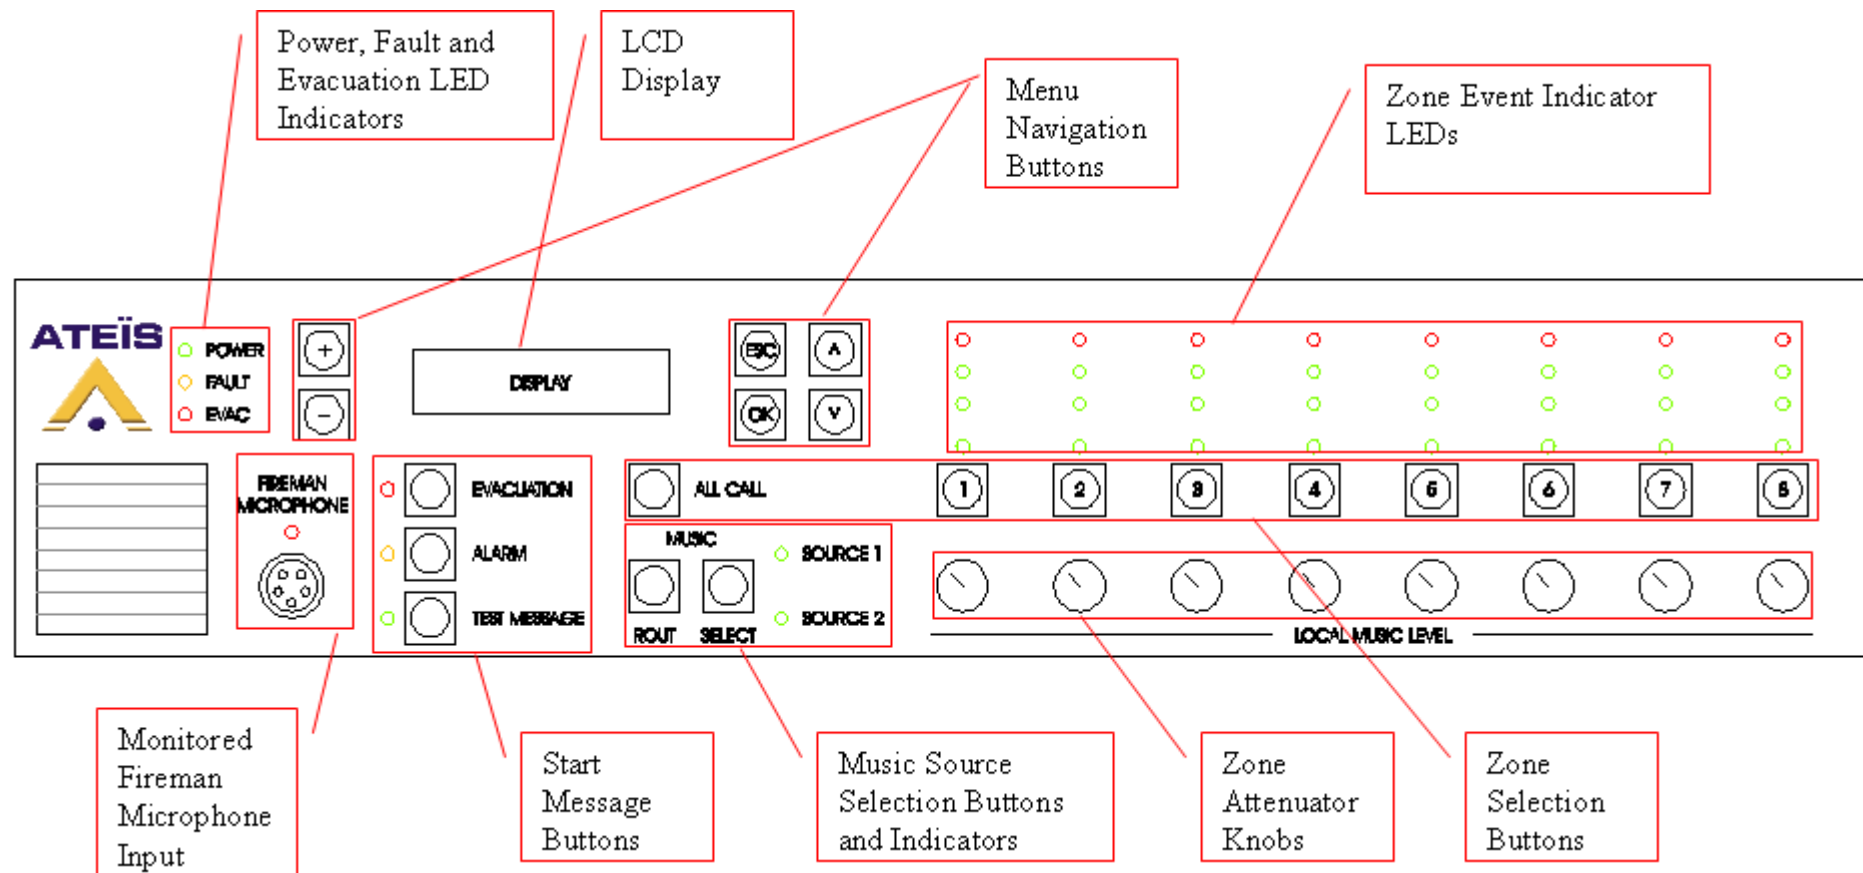 Power, Fault and
Evacuation LED
Indicators
LCD
Display
Menu
Navigation
Buttons
Zone Event Indicator
LEDs
ATEÏS
POWER
FAULT
EVAC
+
-
DISPLAY
ESC
OK
FIREMAN
MICROPHONE
EVACUATION
ALARM
TEST MESSAGE
ALL CALL
1 2 3 4 5 6 7 8
MUSIC
ROUT SELECT
SOURCE 1
SOURCE 2
LOCAL MUSIC LEVEL
Monitored
Fireman
Microphone
Input
Start
Message
Buttons
Music Source
Selection Buttons
and Indicators
Zone
Attenuator
Knobs
Zone
Selection
Buttons